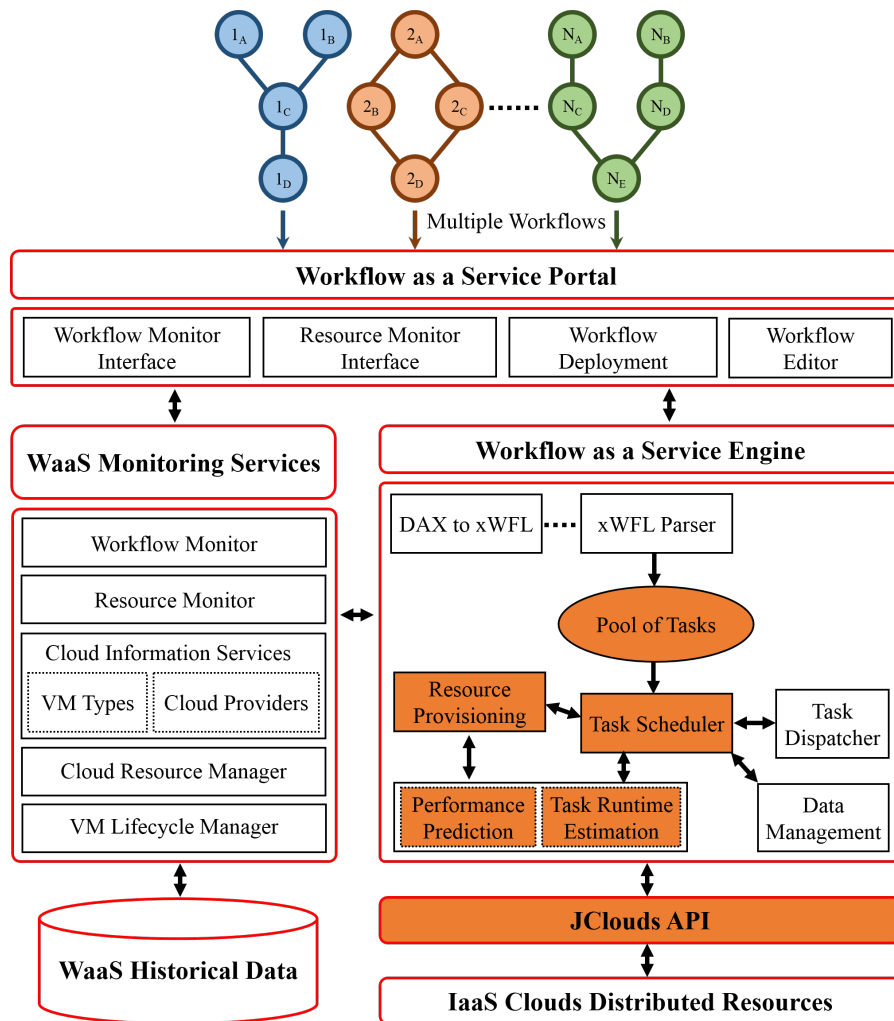 1A 1B 2A NA NB
1C 2B 2C NC ND
1D 2D NE
Multiple Workflows
Workflow as a Service Portal
Workflow Monitor
Interface
Resource Monitor
Interface
Workflow
Deployment
Workflow
Editor
WaaS Monitoring Services
Workflow Monitor
Resource Monitor
Cloud Information Services
VM Types
Cloud Providers
Cloud Resource Manager
VM Lifecycle Manager
WaaS Historical Data
Workflow as a Service Engine
DAX to xWFL
xWFL Parser
Pool of Tasks
Resource
Provisioning
Task Scheduler
Task
Dispatcher
Performance
Prediction
Task Runtime
Estimation
Data
Management
JClouds API
IaaS Clouds Distributed Resources